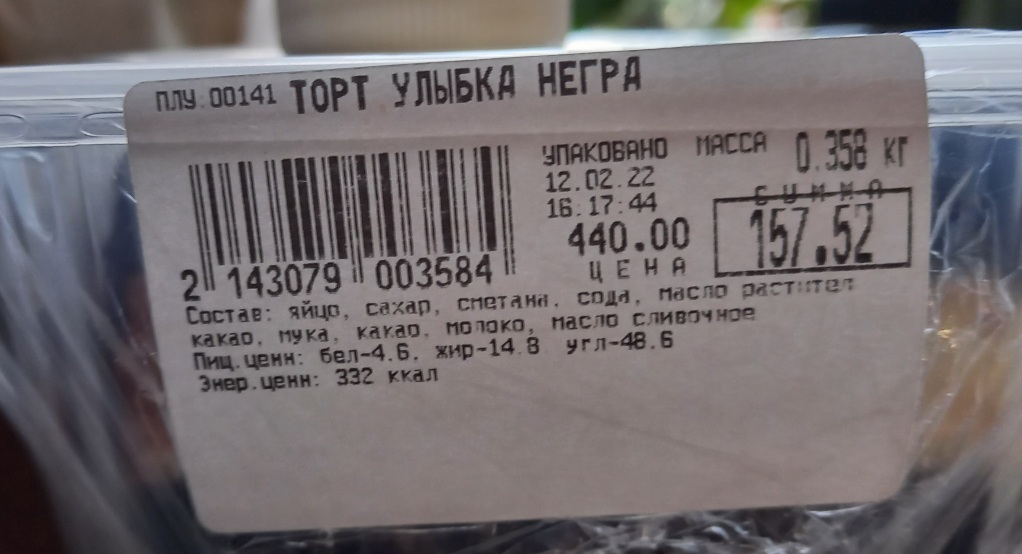 ПЛУ:00141 ТОРТ УЛЫБКА НЕГРА
УПАКОВАНО МАССА 0.358 кг
12.02.22
16:17:44
440.00
ЦЕНА
СУММА
157.52
2 143079 003584
Состав: яйцо, сахар, сметана, сода, масло растител
какао, мука, какао, молоко, масло сливочное
Пищ.ценн: бел-4.6, жир-14.8 угл-48.6
Энер.ценн: 332 ккал